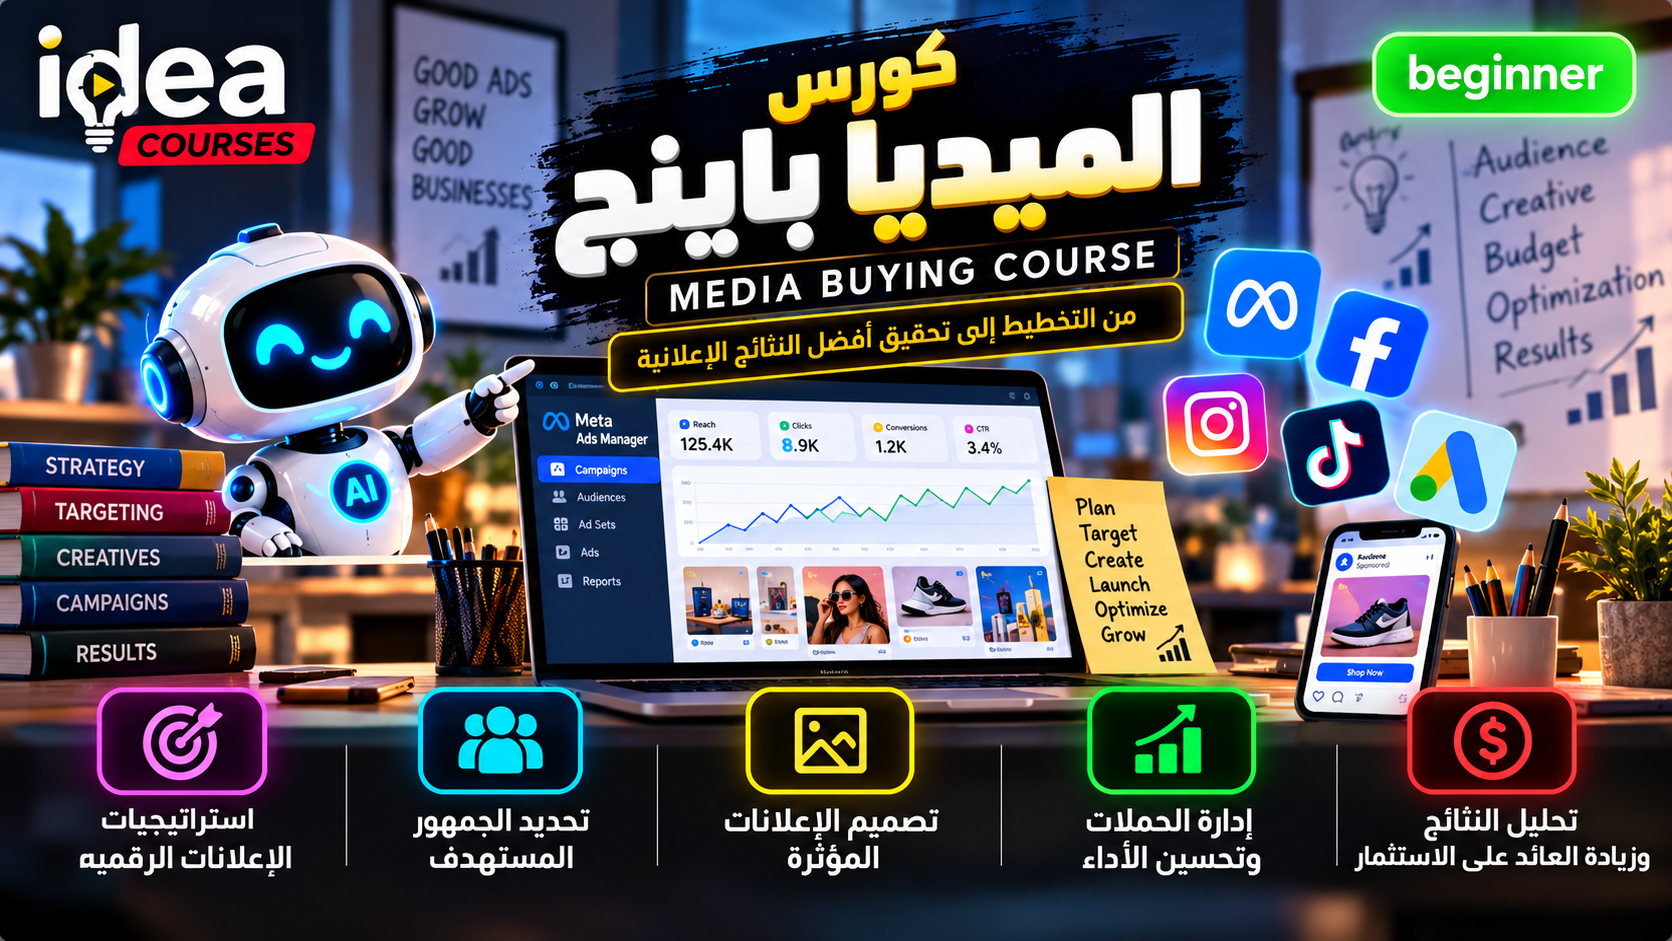 idea
COURSES
GOOD ADS
GROW
GOOD
BUSINESSES
كورس
الميديا باينج
MEDIA BUYING COURSE
من التخطيط إلى تحقيق أفضل النتائج الإعلانية
beginner
Audience
Creative
Budget
Optimization
Results
STRATEGY
TARGETING
CREATIVES
CAMPAIGNS
RESULTS
AI
Meta
Ads Manager
Campaigns
Audiences
Ad Sets
Ads
Reports
Reach
125.4K
Clicks
8.9K
Conversions
1.2K
CTR
3.4%
Plan
Target
Create
Launch
Optimize
Grow
Sponsored
Shop Now
استراتيجيات
الإعلانات الرقميه
تحديد الجمهور
المستهدف
تصميم الإعلانات
المؤثرة
إدارة الحملات
وتحسين الأداء
تحليل النتائج
وزيادة العائد على الاستثمار